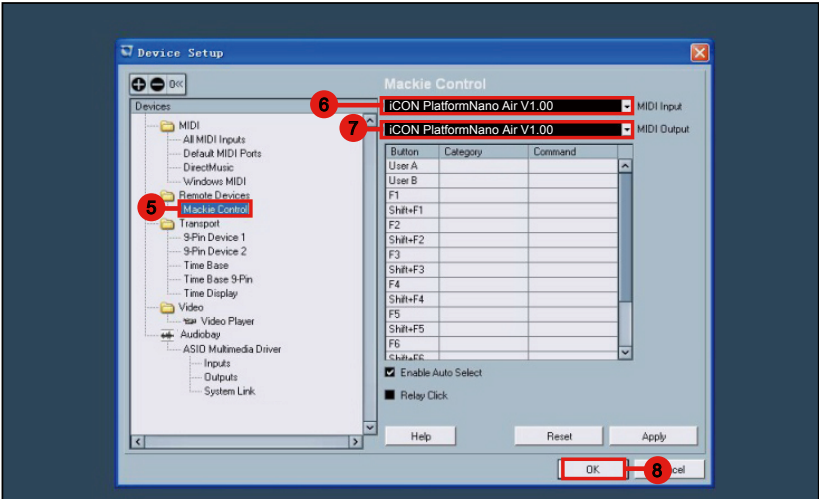 Device Setup
Mackie Control
Devices
6 iCON PlatformNano Air V1.00 MIDI Input
7 iCON PlatformNano Air V1.00 MIDI Output
MIDI
All MIDI Inputs
Default MIDI Ports
DirectMusic
Windows MIDI
Remote Devices
5 Mackie Control
Transport
9-Pin Device 1
9-Pin Device 2
Time Base
Time Base 9-Pin
Time Display
Video
Video Player
Audiobay
ASIO Multimedia Driver
Inputs
Outputs
System Link
Button Category Command
User A
User B
F1
Shift+F1
F2
Shift+F2
F3
Shift+F3
F4
Shift+F4
F5
Shift+F5
F6
Shift+F6
Enable Auto Select
Relay Click
Help Reset Apply
OK 8 cel